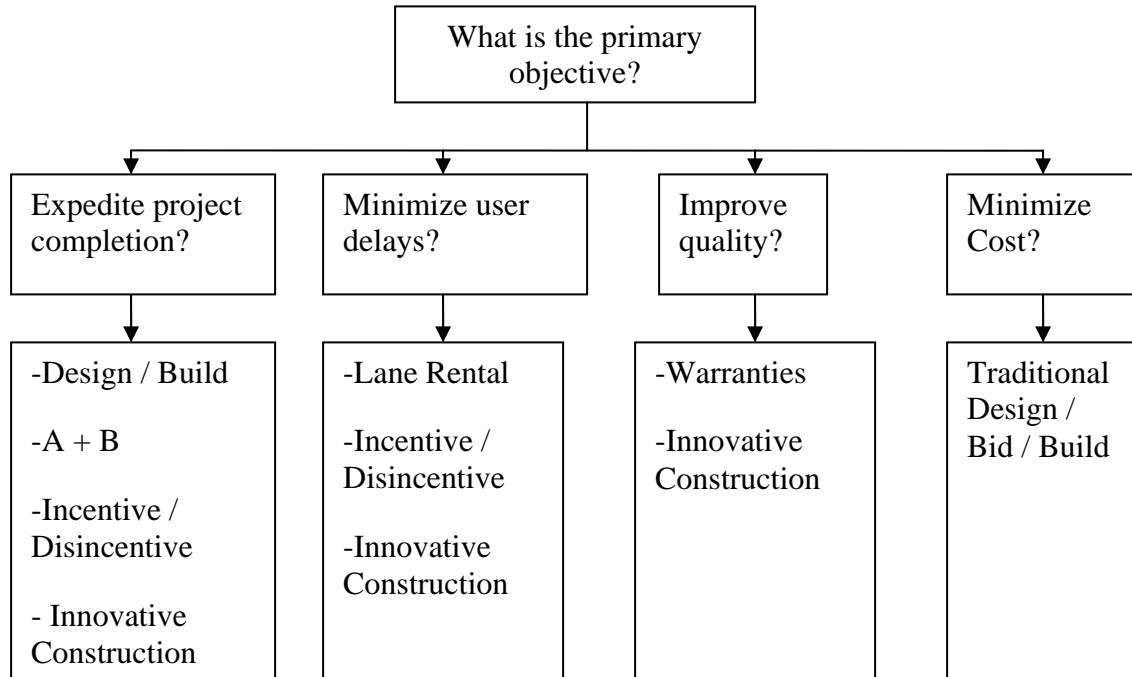 What is the primary
objective?
Expedite project
completion?
Minimize user
delays?
Improve
quality?
Minimize
Cost?
-Design / Build
-A + B
-Incentive /
Disincentive
- Innovative
Construction
-Lane Rental
-Incentive /
Disincentive
-Innovative
Construction
-Warranties
-Innovative
Construction
Traditional
Design /
Bid / Build